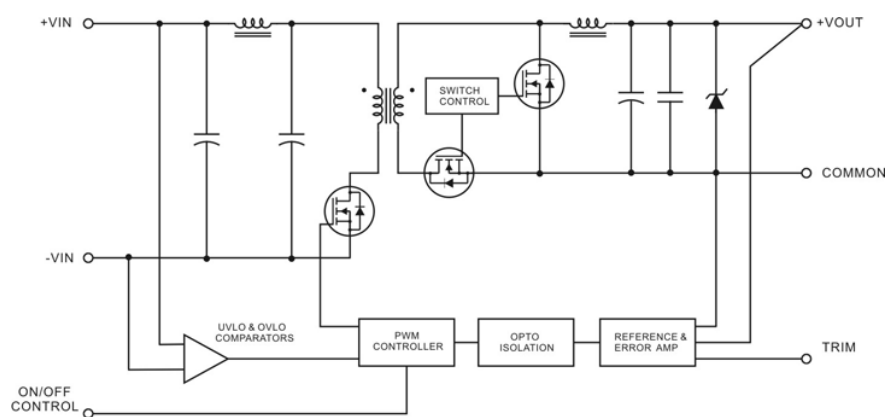 +VIN
+VOUT
SWITCH
CONTROL
COMMON
-VIN
UVLO & OVLO
COMPARATORS
PWM
CONTROLLER
OPTO
ISOLATION
REFERENCE &
ERROR AMP
TRIM
ON/OFF
CONTROL